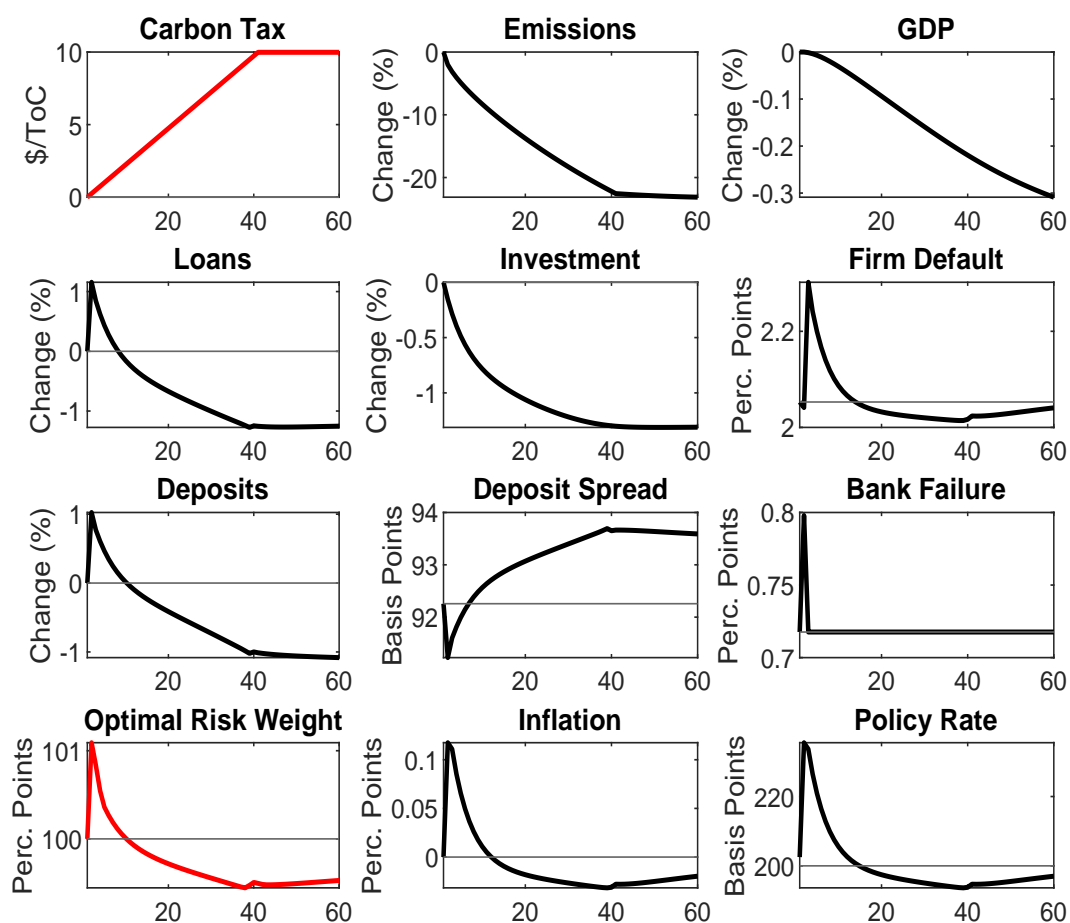 Carbon Tax
$/ToC
10
5
0
20 40 60
Emissions
Change (%)
0
-10
-20
20 40 60
GDP
Change (%)
0
-0.1
-0.2
-0.3
20 40 60
Loans
Change (%)
1
0
-1
20 40 60
Investment
Change (%)
0
-0.5
-1
20 40 60
Firm Default
Perc. Points
2.2
2
20 40 60
Deposits
Change (%)
1
0
-1
20 40 60
Deposit Spread
Basis Points
94
93
92
20 40 60
Bank Failure
Perc. Points
0.8
0.75
0.7
20 40 60
Optimal Risk Weight
Perc. Points
101
100
20 40 60
Inflation
Perc. Points
0.1
0.05
0
20 40 60
Policy Rate
Basis Points
220
200
20 40 60